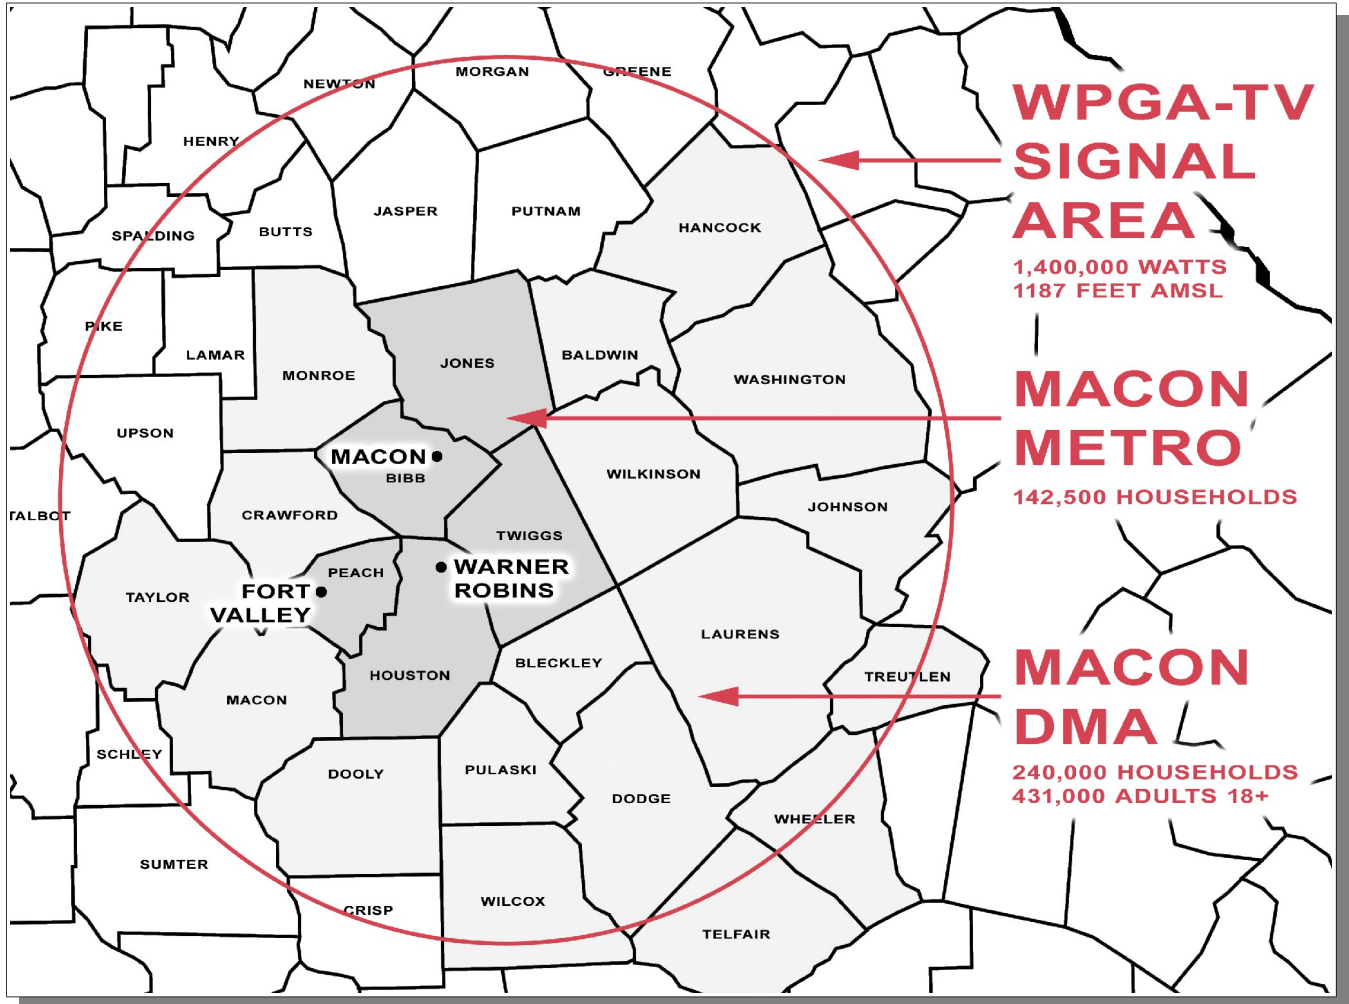 NEWTON
MORGAN
GREENE
HENRY
JASPER
PUTNAM
SPALDING
BUTTS
HANCOCK
PIKE
LAMAR
MONROE
JONES
BALDWIN
WASHINGTON
UPSON
MACON
BIBB
WILKINSON
TALBOT
CRAWFORD
TWIGGS
JOHNSON
PEACH
WARNER
ROBINS
FORT
VALLEY
TAYLOR
LAURENS
BLECKLEY
HOUSTON
TREUTLEN
MACON
SCHLEY
DOOLY
PULASKI
DODGE
WHEELER
SUMTER
CRISP
WILCOX
TELFAIR
WPGA-TV
SIGNAL
AREA
1,400,000 WATTS
1187 FEET AMSL
MACON
METRO
142,500 HOUSEHOLDS
MACON
DMA
240,000 HOUSEHOLDS
431,000 ADULTS 18+